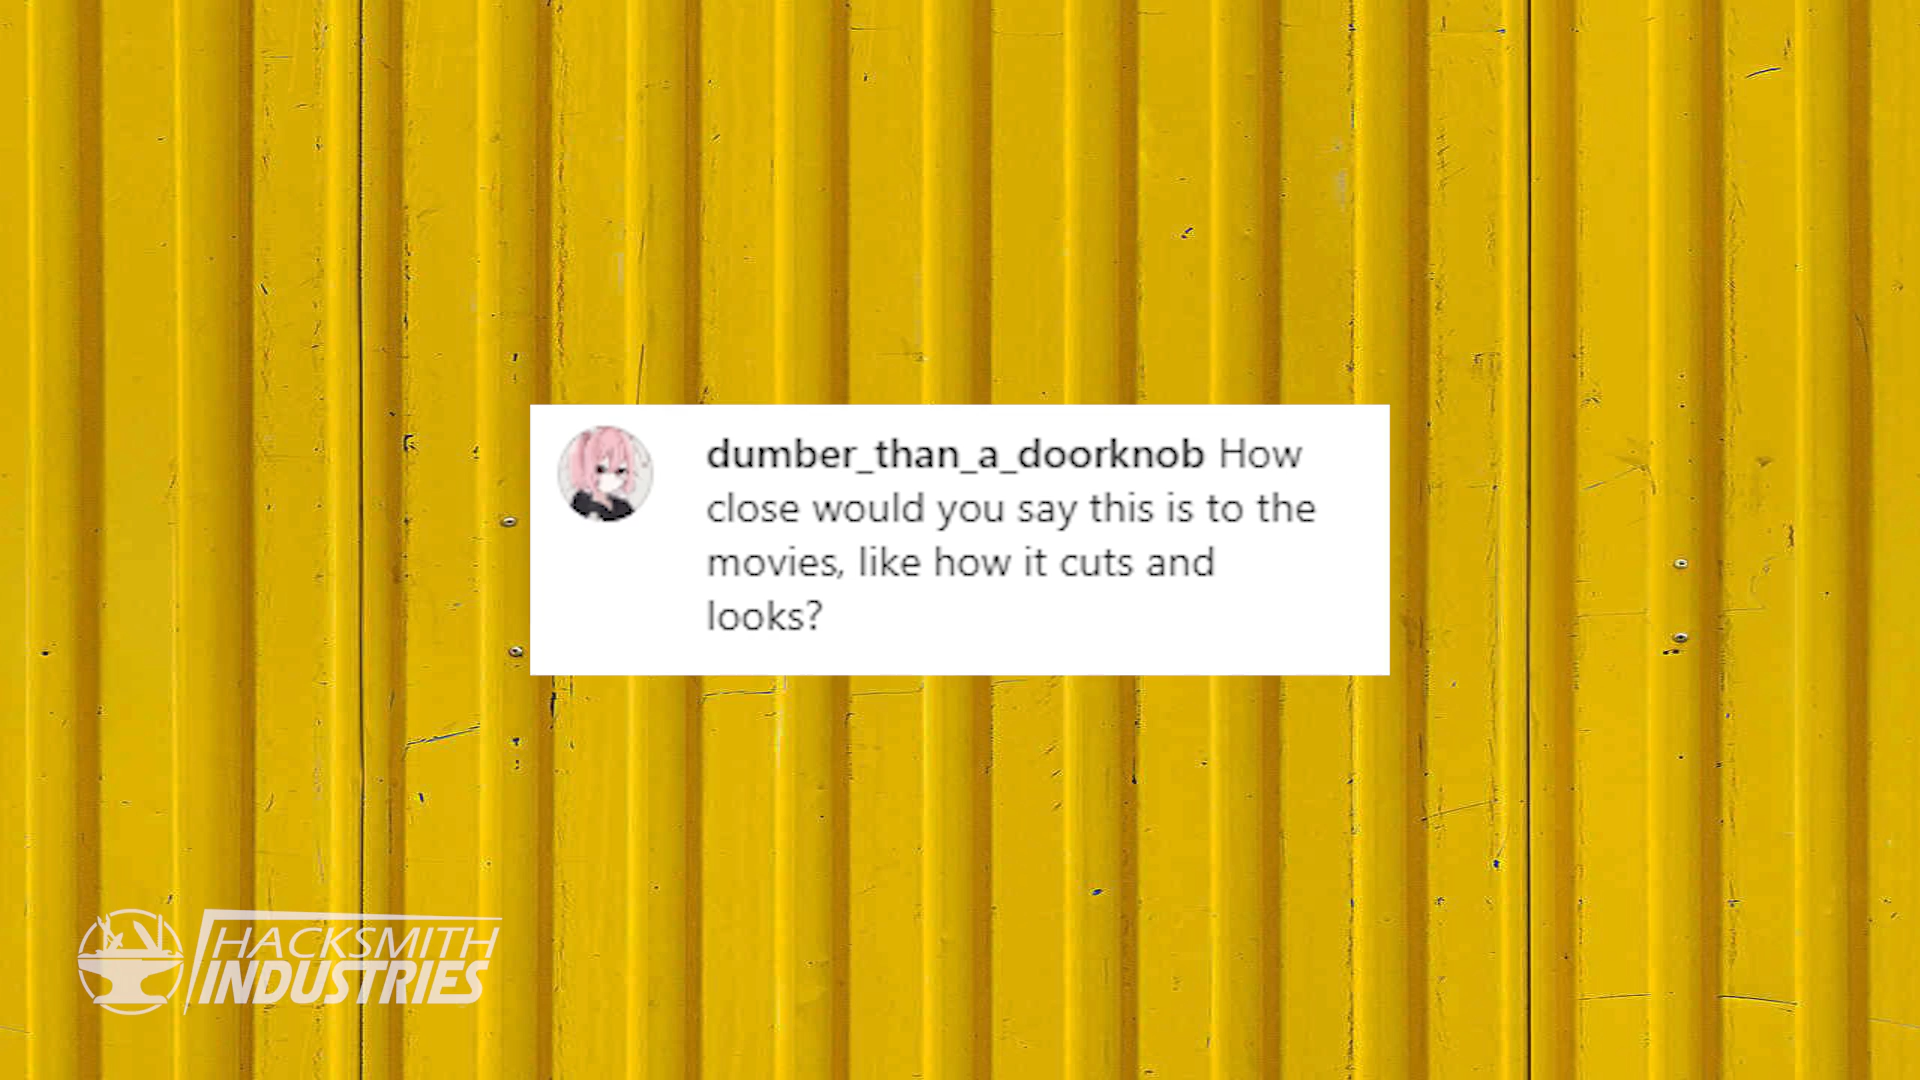 dumber_than_a_doorknob How
close would you say this is to the
movies, like how it cuts and
looks?
HACKSMITH
INDUSTRIES